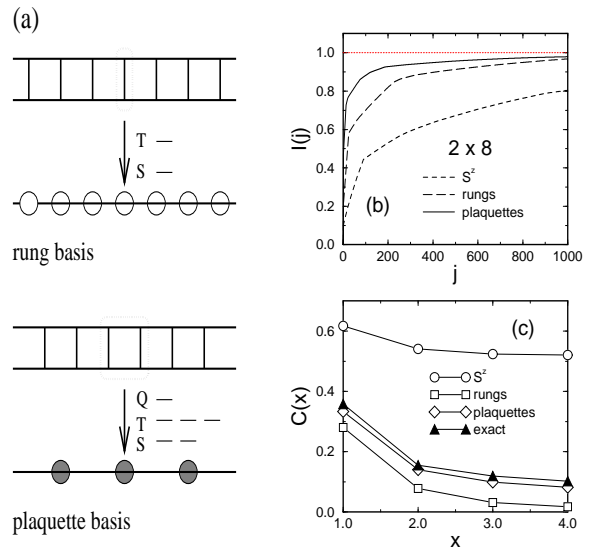 (a)
T —
S —
rung basis
Q —
T — — —
S — —
plaquette basis
I(j)
1.0
0.8
0.6
0.4
0.2
0.0
2 x 8
S^z
rungs
plaquettes
(b)
0 200 400 600 800 1000
j
C(x)
0.6
0.4
0.2
0.0
(c)
S^z
rungs
plaquettes
exact
1.0 2.0 3.0 4.0
x